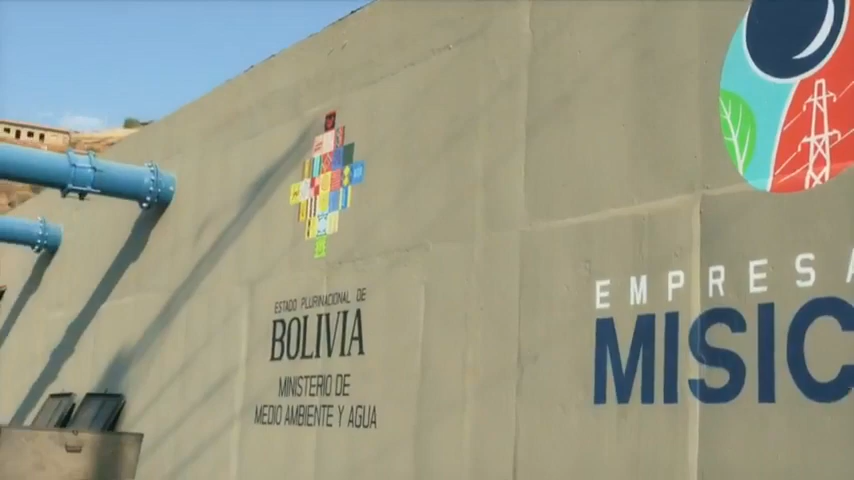 ESTADO PLURINACIONAL DE
BOLIVIA
MINISTERIO DE
MEDIO AMBIENTE Y AGUA
EMPRESA
MISIC